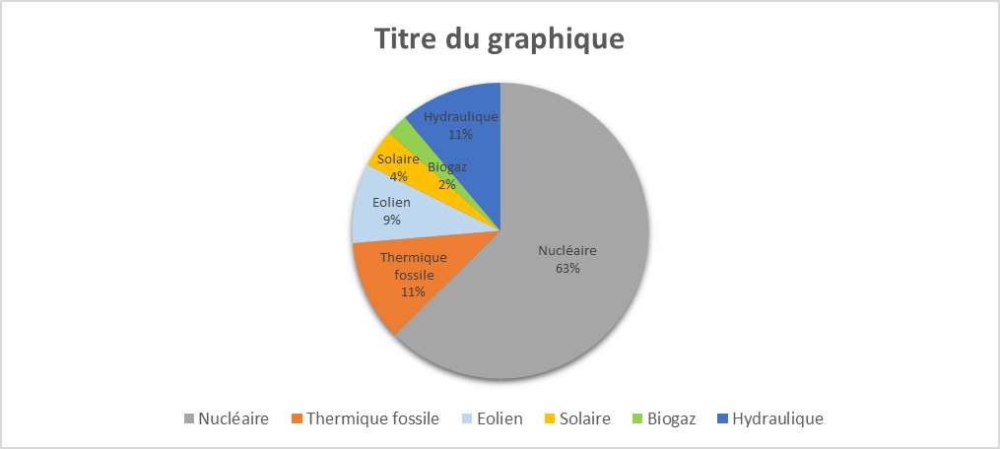 Titre du graphique
Hydraulique
11%
Solaire
4%
Biogaz
2%
Eolien
9%
Nucléaire
63%
Thermique
fossile
11%
Nucléaire Thermique fossile Eolien Solaire Biogaz Hydraulique